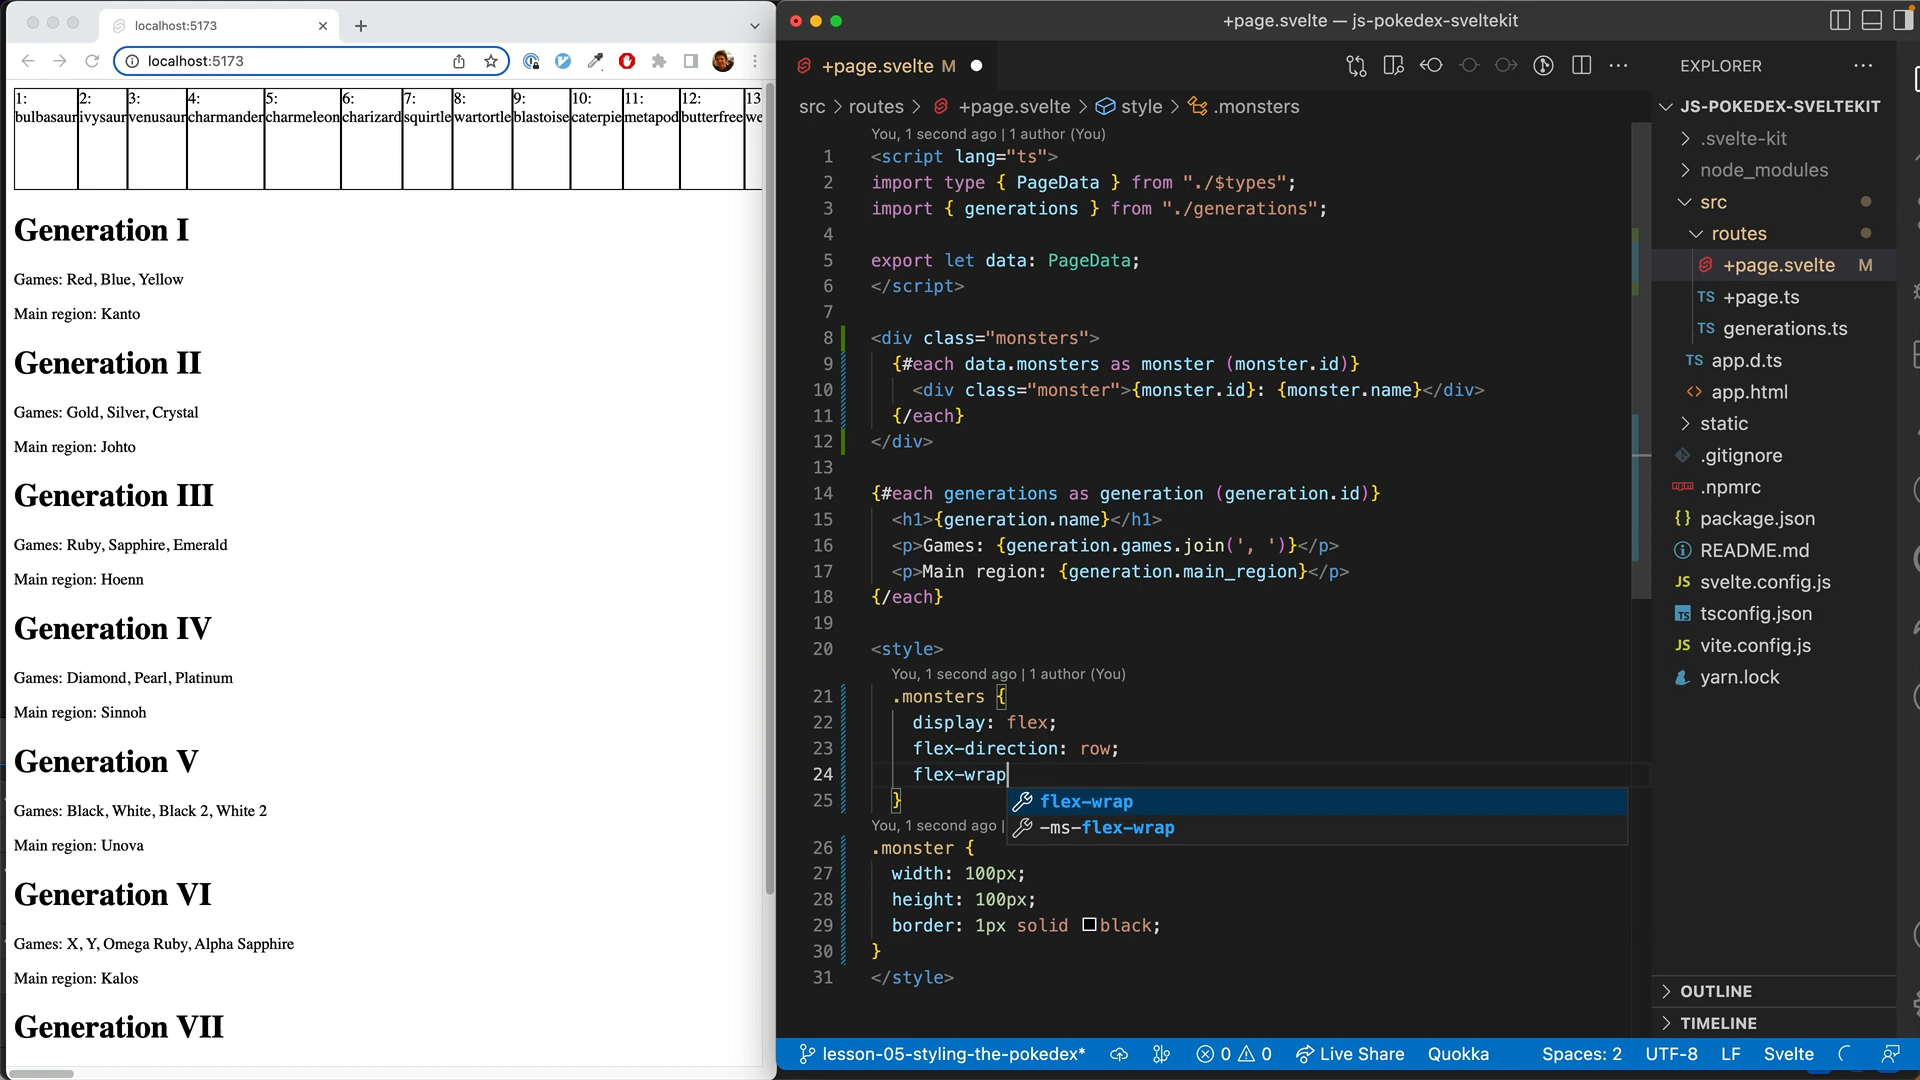 localhost:5173
localhost:5173
1: bulbasaur
2: ivysaur
3: venusaur
4: charmander
5: charmeleon
6: charizard
7: squirtle
8: wartortle
9: blastoise
10: caterpie
11: metapod
12: butterfree
13 we
Generation I
Games: Red, Blue, Yellow
Main region: Kanto
Generation II
Games: Gold, Silver, Crystal
Main region: Johto
Generation III
Games: Ruby, Sapphire, Emerald
Main region: Hoenn
Generation IV
Games: Diamond, Pearl, Platinum
Main region: Sinnoh
Generation V
Games: Black, White, Black 2, White 2
Main region: Unova
Generation VI
Games: X, Y, Omega Ruby, Alpha Sapphire
Main region: Kalos
Generation VII
+page.svelte — js-pokedex-sveltekit
+page.svelte M
src > routes > +page.svelte > style > .monsters
You, 1 second ago | 1 author (You)
1 <script lang="ts">
2 import type { PageData } from "./$types";
3 import { generations } from "./generations";
4
5 export let data: PageData;
6 </script>
7
8 <div class="monsters">
9 {#each data.monsters as monster (monster.id)}
10 <div class="monster">{monster.id}: {monster.name}</div>
11 {/each}
12 </div>
13
14 {#each generations as generation (generation.id)}
15 <h1>{generation.name}</h1>
16 <p>Games: {generation.games.join(', ')}</p>
17 <p>Main region: {generation.main_region}</p>
18 {/each}
19
20 <style>
You, 1 second ago | 1 author (You)
21 .monsters {
22 display: flex;
23 flex-direction: row;
24 flex-wrap
25 }
flex-wrap
-ms-flex-wrap
You, 1 second ago |
26 .monster {
27 width: 100px;
28 height: 100px;
29 border: 1px solid black;
30 }
31 </style>
EXPLORER
JS-POKEDEX-SVELTEKIT
.svelte-kit
node_modules
src
routes
+page.svelte M
TS +page.ts
TS generations.ts
TS app.d.ts
<> app.html
static
.gitignore
.npmrc
{} package.json
README.md
JS svelte.config.js
TS tsconfig.json
JS vite.config.js
yarn.lock
OUTLINE
TIMELINE
lesson-05-styling-the-pokedex* 0 0 Live Share Quokka Spaces: 2 UTF-8 LF Svelte